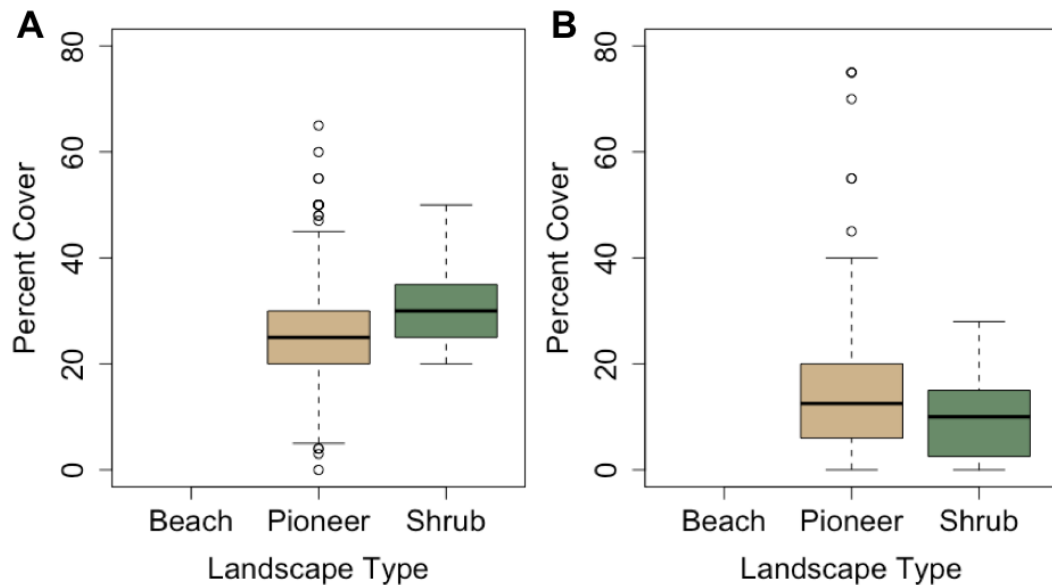 A
80
60
40
20
0
Percent Cover
Beach Pioneer Shrub
Landscape Type
B
80
60
40
20
0
Percent Cover
Beach Pioneer Shrub
Landscape Type